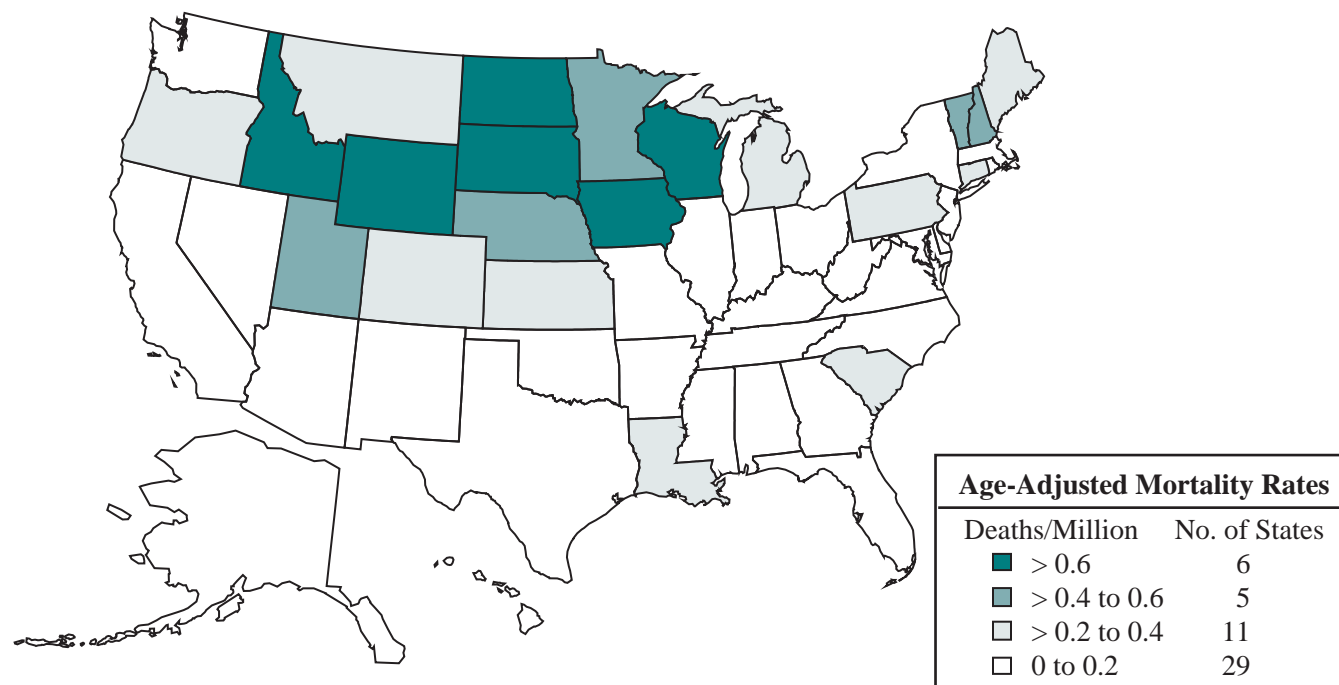 Age-Adjusted Mortality Rates
Deaths/Million No. of States
> 0.6 6
> 0.4 to 0.6 5
> 0.2 to 0.4 11
0 to 0.2 29